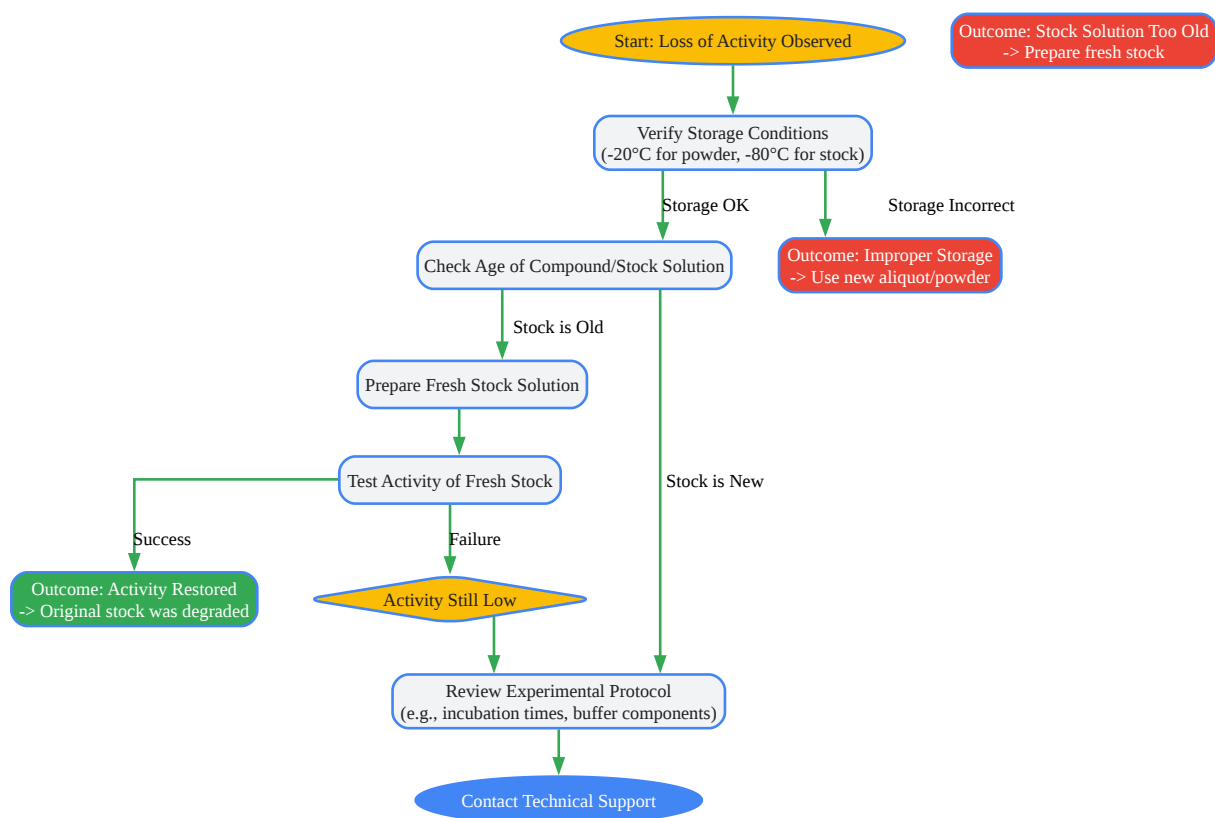 Start: Loss of Activity Observed
Outcome: Stock Solution Too Old
-> Prepare fresh stock
Verify Storage Conditions
(-20°C for powder, -80°C for stock)
Storage OK
Storage Incorrect
Check Age of Compound/Stock Solution
Outcome: Improper Storage
-> Use new aliquot/powder
Stock is Old
Prepare Fresh Stock Solution
Test Activity of Fresh Stock
Stock is New
Success
Failure
Outcome: Activity Restored
-> Original stock was degraded
Activity Still Low
Review Experimental Protocol
(e.g., incubation times, buffer components)
Contact Technical Support